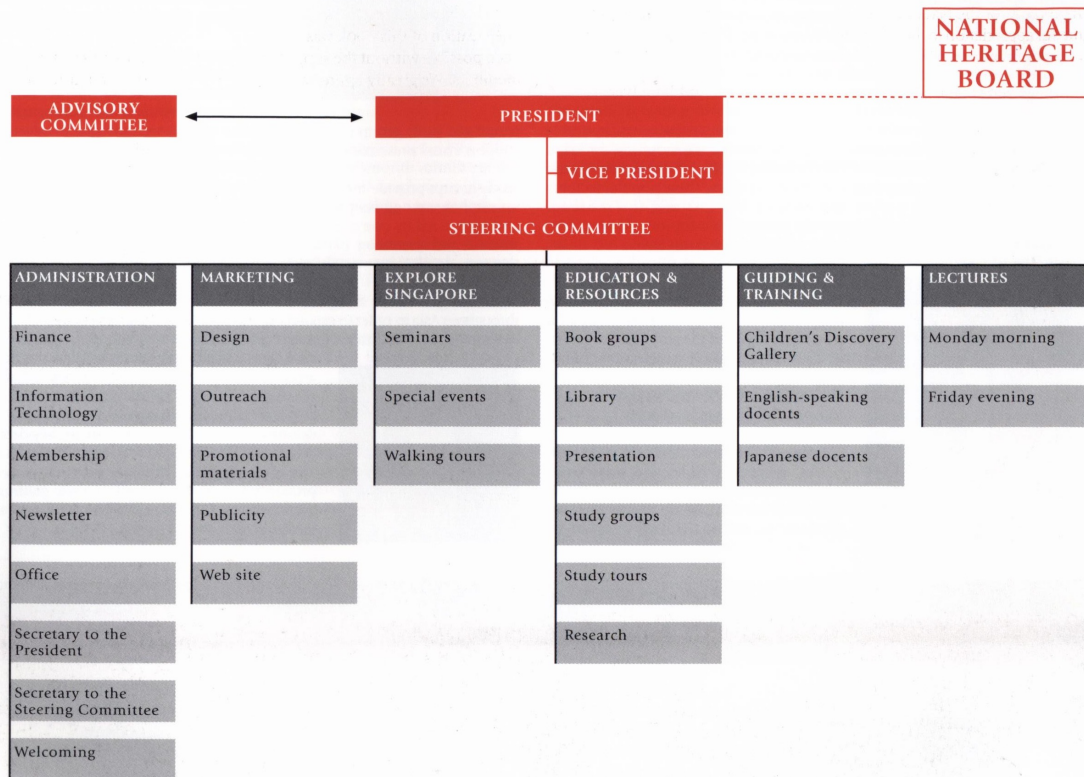 NATIONAL
HERITAGE
BOARD
ADVISORY
COMMITTEE
PRESIDENT
VICE PRESIDENT
STEERING COMMITTEE
ADMINISTRATION
Finance
Information
Technology
Membership
Newsletter
Office
Secretary to the
President
Secretary to the
Steering Committee
Welcoming
MARKETING
Design
Outreach
Promotional
materials
Publicity
Web site
EXPLORE
SINGAPORE
Seminars
Special events
Walking tours
EDUCATION &
RESOURCES
Book groups
Library
Presentation
Study groups
Study tours
Research
GUIDING &
TRAINING
Children's Discovery
Gallery
English-speaking
docents
Japanese docents
LECTURES
Monday morning
Friday evening